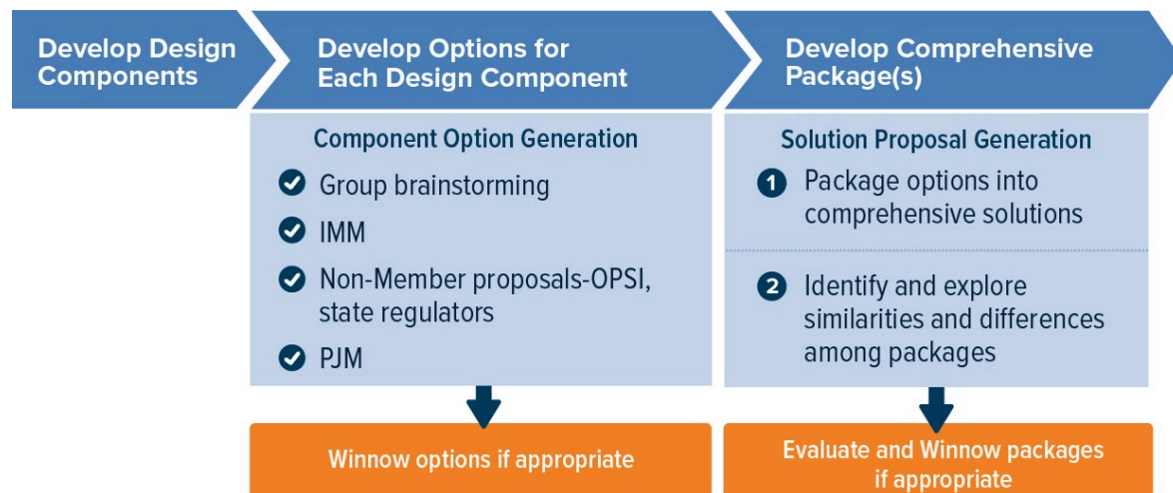 Develop Design
Components
Develop Options for
Each Design Component
Develop Comprehensive
Package(s)
Component Option Generation
Group brainstorming
IMM
Non-Member proposals-OPSI,
state regulators
PJM
Winnow options if appropriate
Solution Proposal Generation
1 Package options into
comprehensive solutions
2 Identify and explore
similarities and differences
among packages
Evaluate and Winnow packages
if appropriate